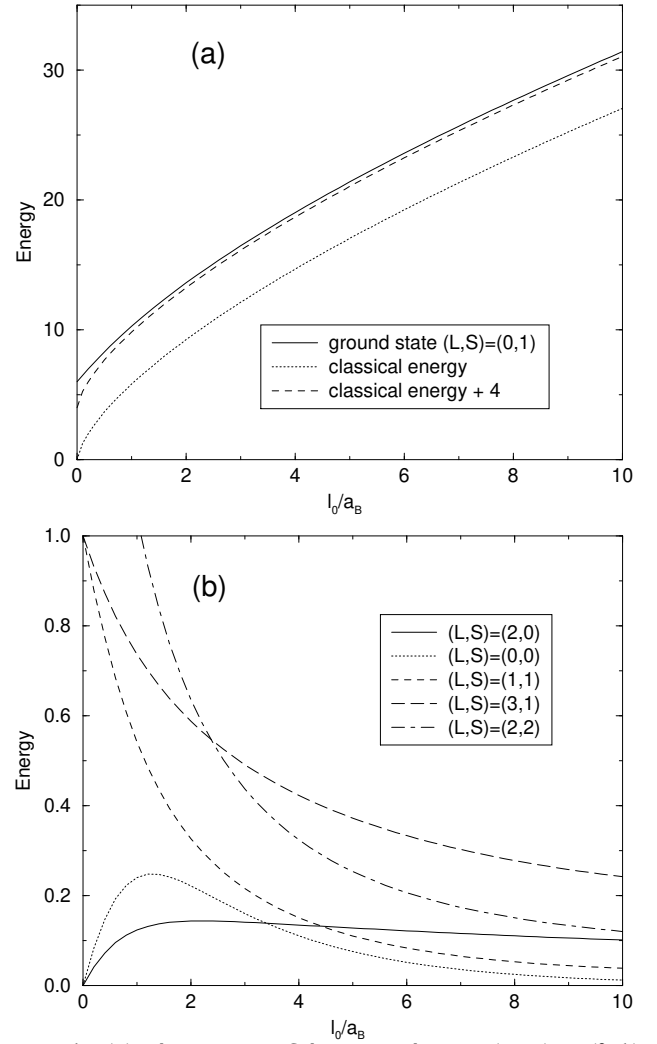 (a)
30
20
10
0
Energy
0 2 4 6 8 10
l₀/a_B
ground state (L,S)=(0,1)
classical energy
classical energy + 4
(b)
1.0
0.8
0.6
0.4
0.2
0.0
Energy
0 2 4 6 8 10
l₀/a_B
(L,S)=(2,0)
(L,S)=(0,0)
(L,S)=(1,1)
(L,S)=(3,1)
(L,S)=(2,2)